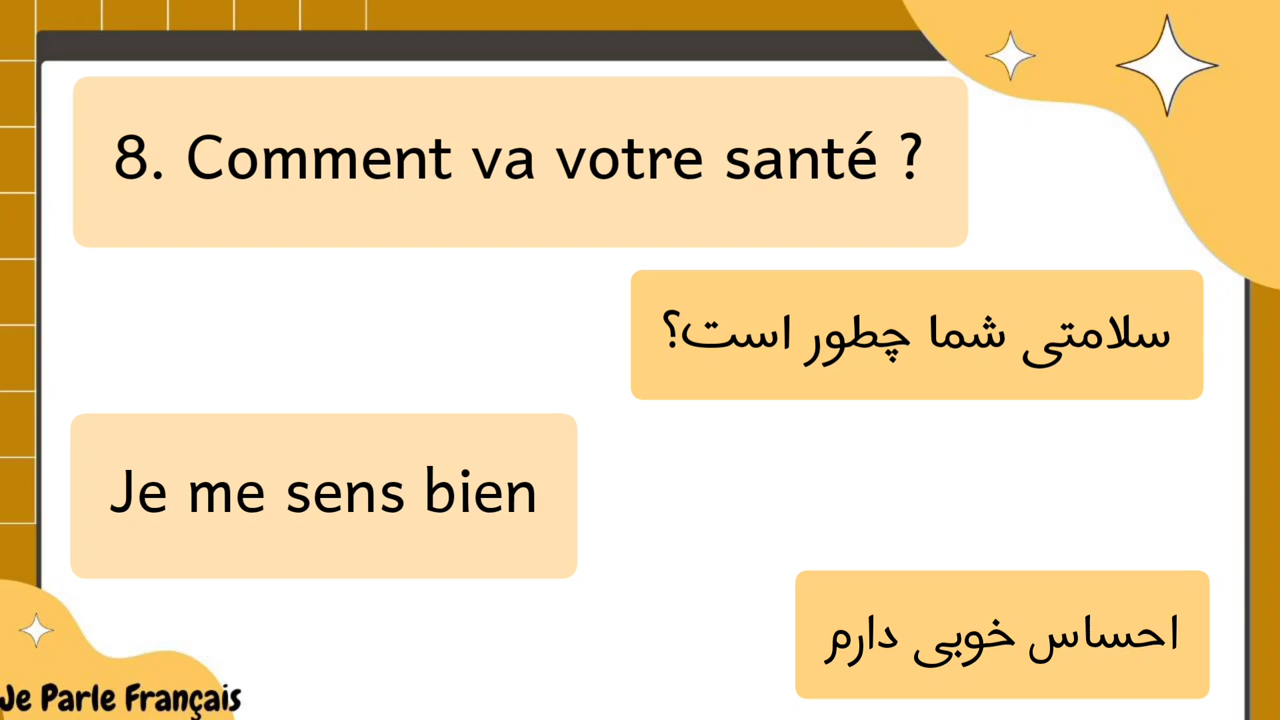 8. Comment va votre santé ?
سلامتی شما چطور است؟
Je me sens bien
احساس خوبی دارم
Je Parle Français